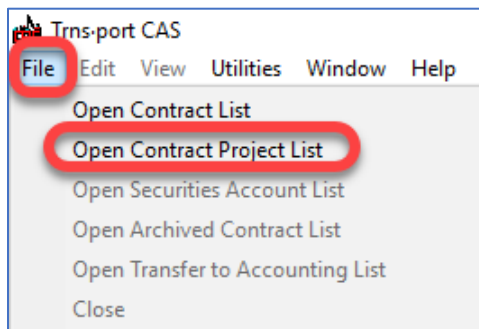 Trns•port CAS
File Edit View Utilities Window Help
Open Contract List
Open Contract Project List
Open Securities Account List
Open Archived Contract List
Open Transfer to Accounting List
Close